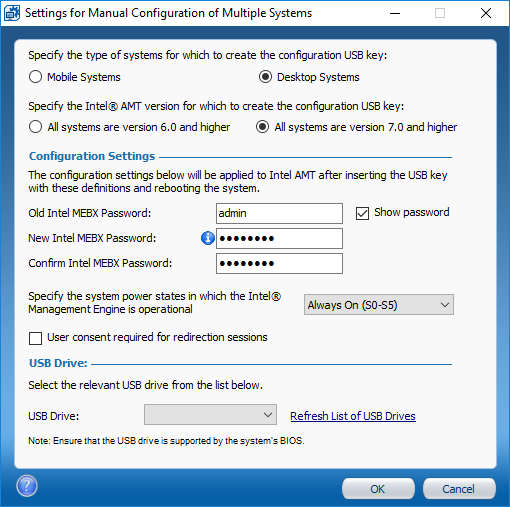 Settings for Manual Configuration of Multiple Systems
Specify the type of systems for which to create the configuration USB key:
Mobile Systems Desktop Systems
Specify the Intel® AMT version for which to create the configuration USB key:
All systems are version 6.0 and higher All systems are version 7.0 and higher
Configuration Settings
The configuration settings below will be applied to Intel AMT after inserting the USB key
with these definitions and rebooting the system.
Old Intel MEBX Password: admin Show password
New Intel MEBX Password: ●●●●●●●●
Confirm Intel MEBX Password: ●●●●●●●●
Specify the system power states in which the Intel®
Management Engine is operational Always On (S0-S5)
User consent required for redirection sessions
USB Drive:
Select the relevant USB drive from the list below.
USB Drive: Refresh List of USB Drives
Note: Ensure that the USB drive is supported by the system's BIOS.
? OK Cancel